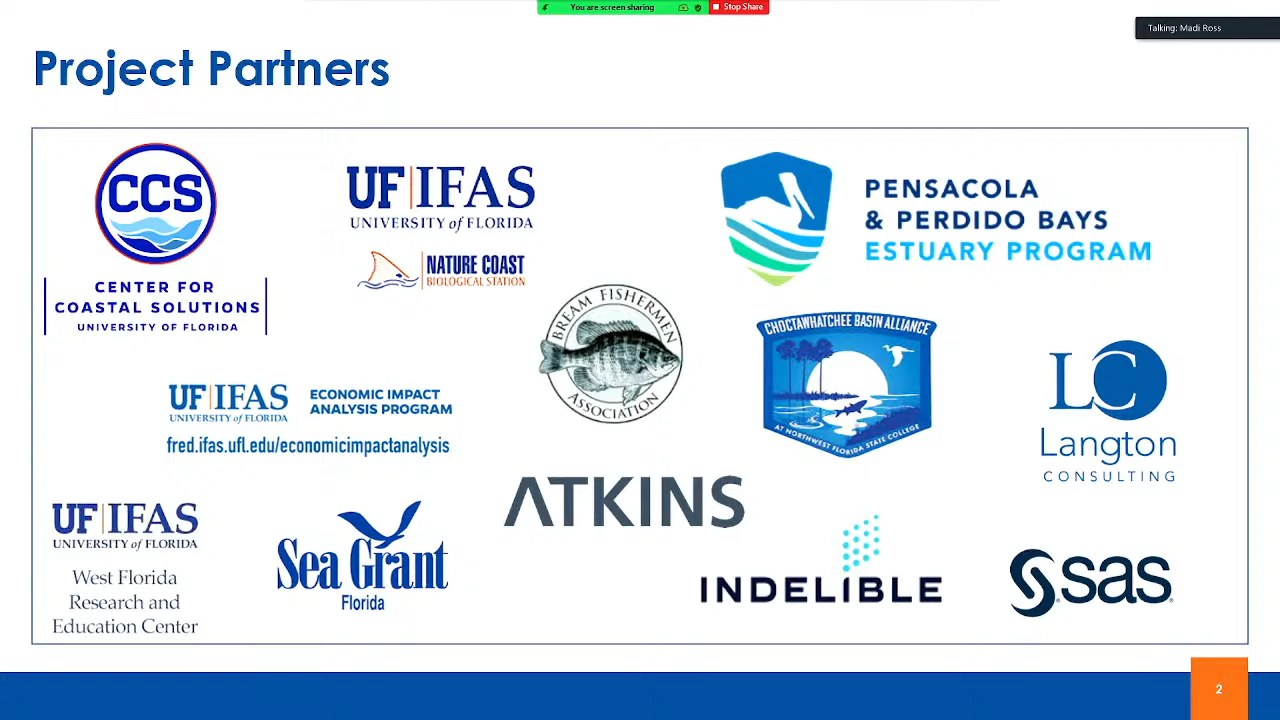 You are screen sharing
Stop Share
Talking: Madi Ross
Project Partners
CCS
CENTER FOR
COASTAL SOLUTIONS
UNIVERSITY OF FLORIDA
UF|IFAS
UNIVERSITY of FLORIDA
NATURE COAST
BIOLOGICAL STATION
PENSACOLA
& PERDIDO BAYS
ESTUARY PROGRAM
BREAM FISHERMEN
ASSOCIATION
CHOCTAWHATCHEE BASIN ALLIANCE
AT NORTHWEST FLORIDA STATE COLLEGE
LC
Langton
CONSULTING
UF|IFAS
UNIVERSITY of FLORIDA
ECONOMIC IMPACT
ANALYSIS PROGRAM
fred.ifas.ufl.edu/economicimpactanalysis
ATKINS
UF|IFAS
UNIVERSITY of FLORIDA
West Florida
Research and
Education Center
Sea Grant
Florida
INDELIBLE
sas
2